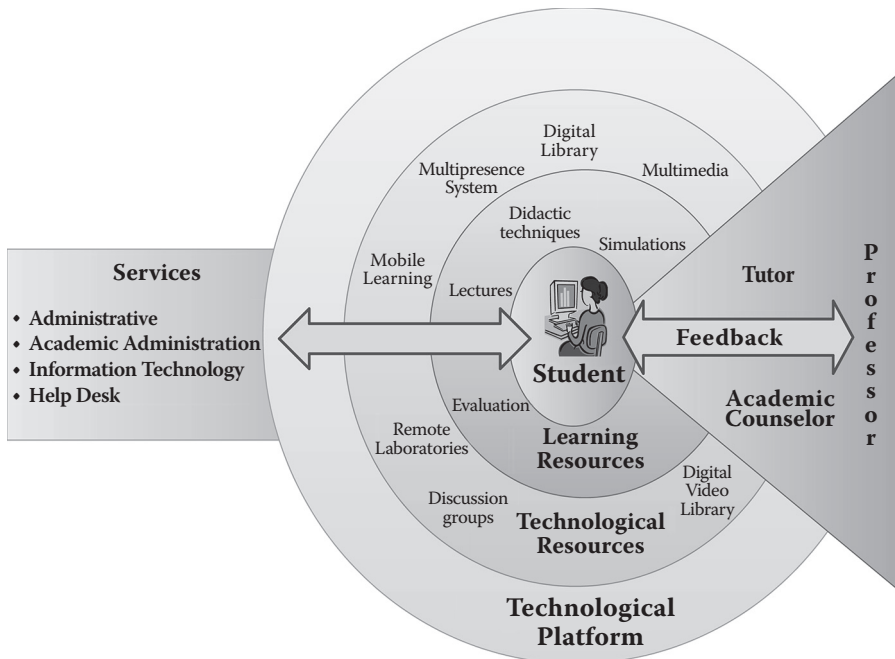 Services
• Administrative
• Academic Administration
• Information Technology
• Help Desk
Digital
Library
Multipresence
System
Multimedia
Didactic
techniques
Simulations
Mobile
Learning
Lectures
Student
Evaluation
Learning
Resources
Remote
Laboratories
Discussion
groups
Technological
Resources
Digital
Video
Library
Technological
Platform
Tutor
Feedback
Academic
Counselor
Professor